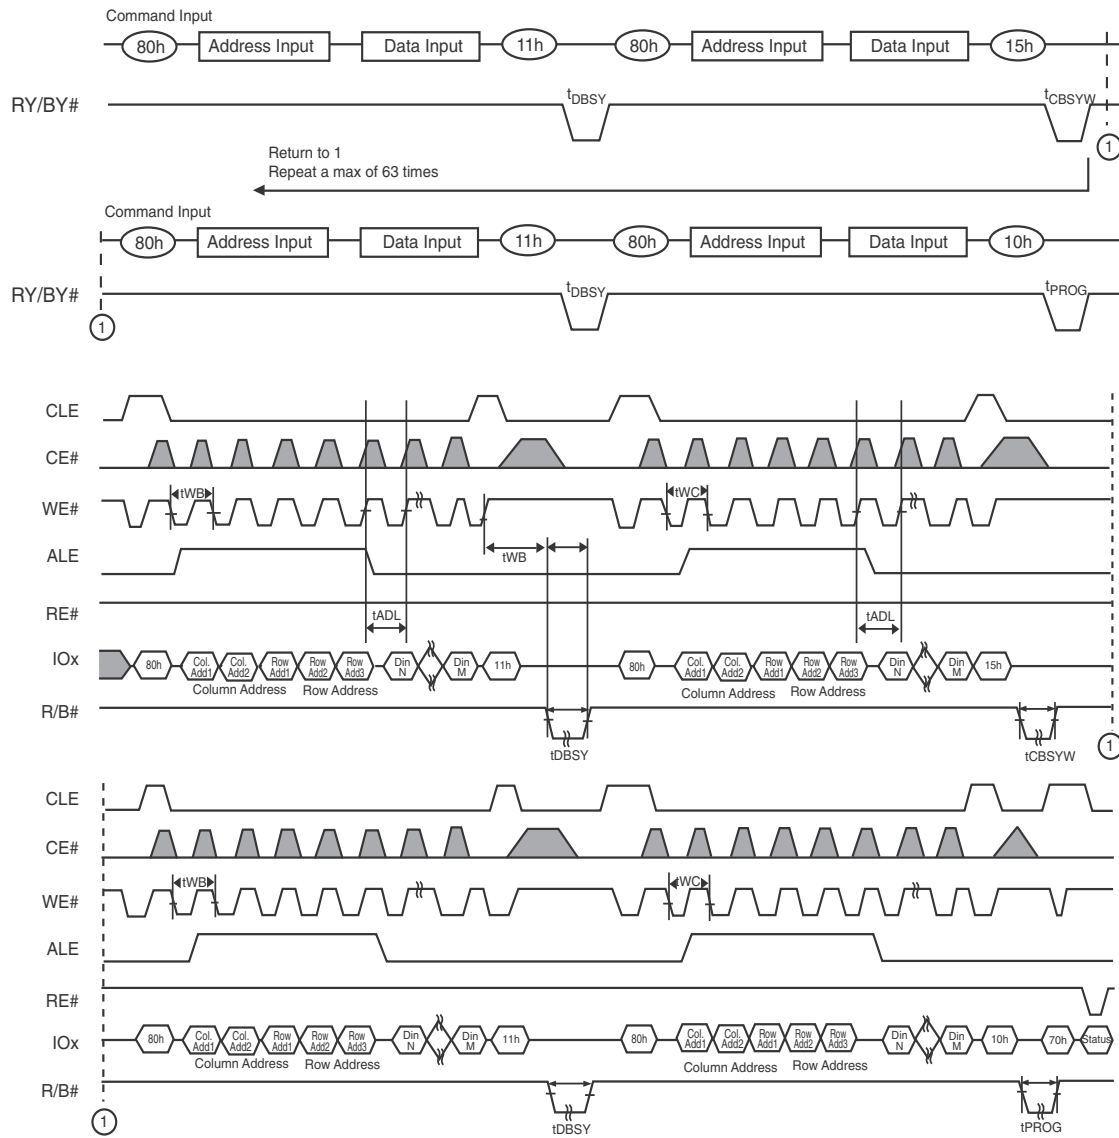 Command Input
80h Address Input Data Input 11h 80h Address Input Data Input 15h
RY/BY# tDBSY tCBSYW
1
Return to 1
Repeat a max of 63 times
Command Input
80h Address Input Data Input 11h 80h Address Input Data Input 10h
RY/BY# tDBSY tPROG
1
CLE
CE#
WE# tWB tWC
ALE tWB
RE# tADL tADL
IOx 80h Col. Add1 Col. Add2 Row Add1 Row Add2 Row Add3 Din N Din M 11h 80h Col. Add1 Col. Add2 Row Add1 Row Add2 Row Add3 Din N Din M 15h
Column Address Row Address Column Address Row Address
R/B#
tDBSY tCBSYW 1
CLE
CE#
WE# tWB tWC
ALE
RE#
IOx 80h Col. Add1 Col. Add2 Row Add1 Row Add2 Row Add3 Din N Din M 11h 80h Col. Add1 Col. Add2 Row Add1 Row Add2 Row Add3 Din N Din M 10h 70h Status
Column Address Row Address Column Address Row Address
R/B#
1 tDBSY tPROG